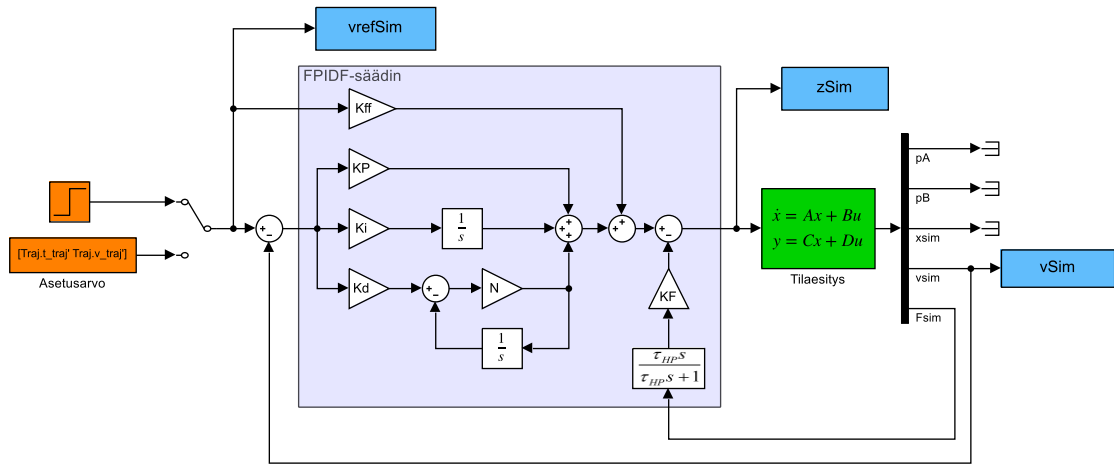 vrefSim
FPIDF-säädin
zSim
Kff
KP
pA
pB
[Traj.t_traj' Traj.v_traj']
Asetusarvo
+
−
Ki
1
s
+
+
+
+
+
+
−
ẋ = Ax + Bu
y = Cx + Du
Tilaesitys
xsim
vsim
vSim
Kd
+
−
N
KF
Fsim
1
s
τHP s
τHP s + 1